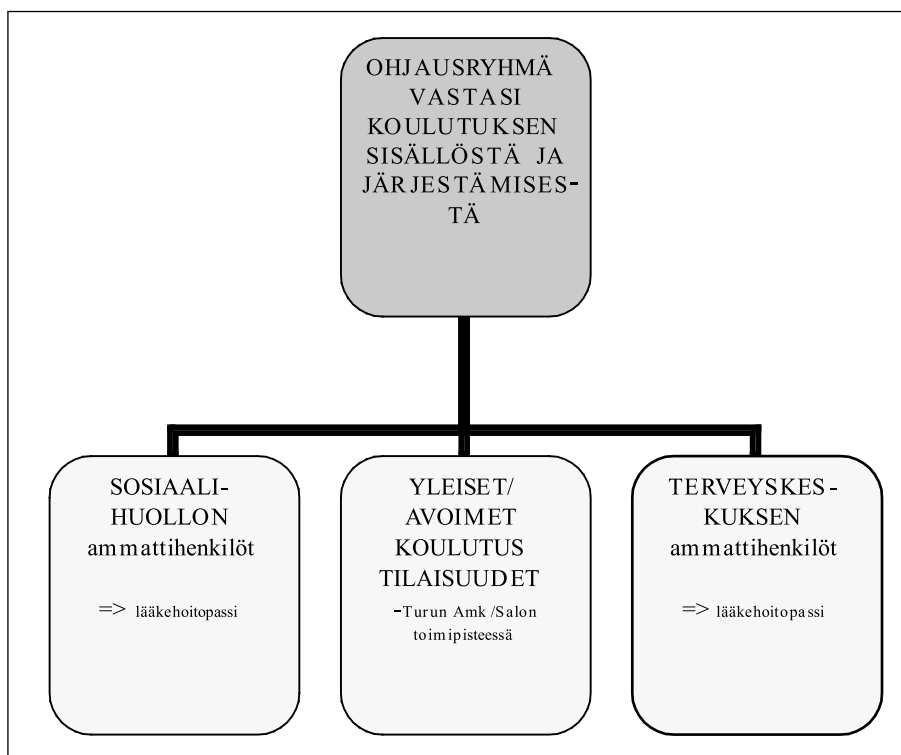 OHJAUSRYHMÄ
VASTASI
KOULUTUKSEN
SISÄLLÖSTÄ JA
JÄRJESTÄMISES-
TÄ
SOSIAALI-
HUOLLON
ammattihenkilöt
=> lääkehoitopassi
YLEISET/
AVOIMET
KOULUTUS
TILAISUUDET
-Turun Amk /Salon
toimipisteessä
TERVEYSKES-
KUKSEN
ammattihenkilöt
=> lääkehoitopassi